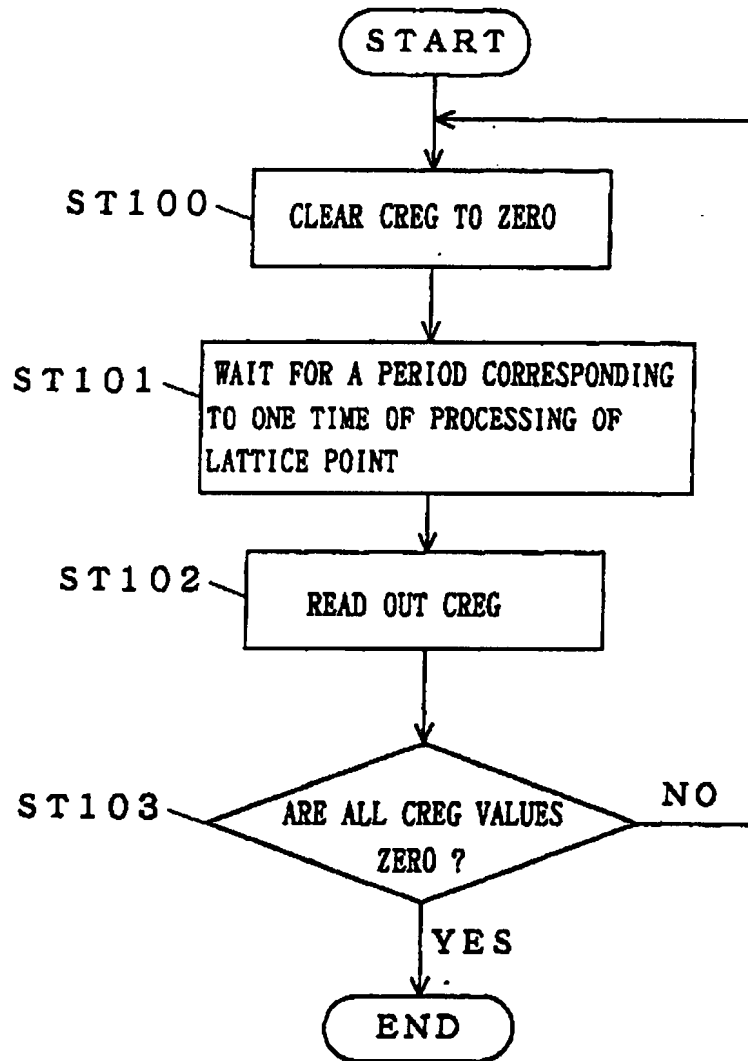 START
ST100
CLEAR CREG TO ZERO
ST101
WAIT FOR A PERIOD CORRESPONDING
TO ONE TIME OF PROCESSING OF
LATTICE POINT
ST102
READ OUT CREG
ST103
ARE ALL CREG VALUES
ZERO ?
NO
YES
END